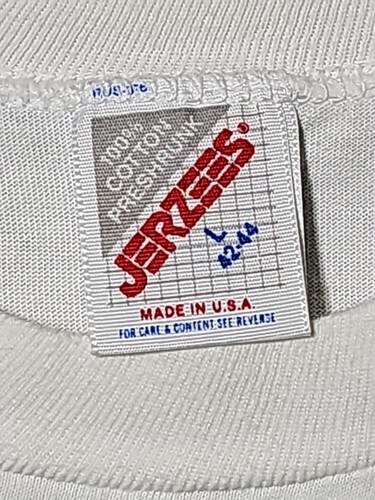 100%
COTTON
PRESHRUNK
JERZEES®
L
42-44
MADE IN U.S.A.
FOR CARE & CONTENT SEE REVERSE